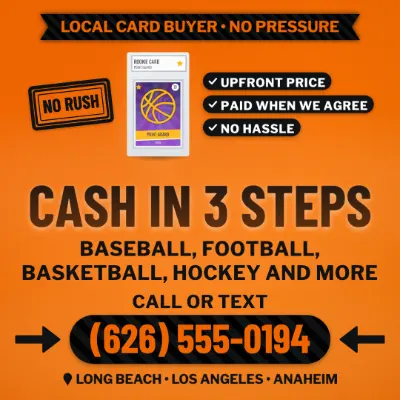 LOCAL CARD BUYER • NO PRESSURE
NO RUSH
ROOKIE CARD
✓ UPFRONT PRICE
✓ PAID WHEN WE AGREE
✓ NO HASSLE
CASH IN 3 STEPS
BASEBALL, FOOTBALL,
BASKETBALL, HOCKEY AND MORE
CALL OR TEXT
(626) 555-0194
LONG BEACH • LOS ANGELES • ANAHEIM